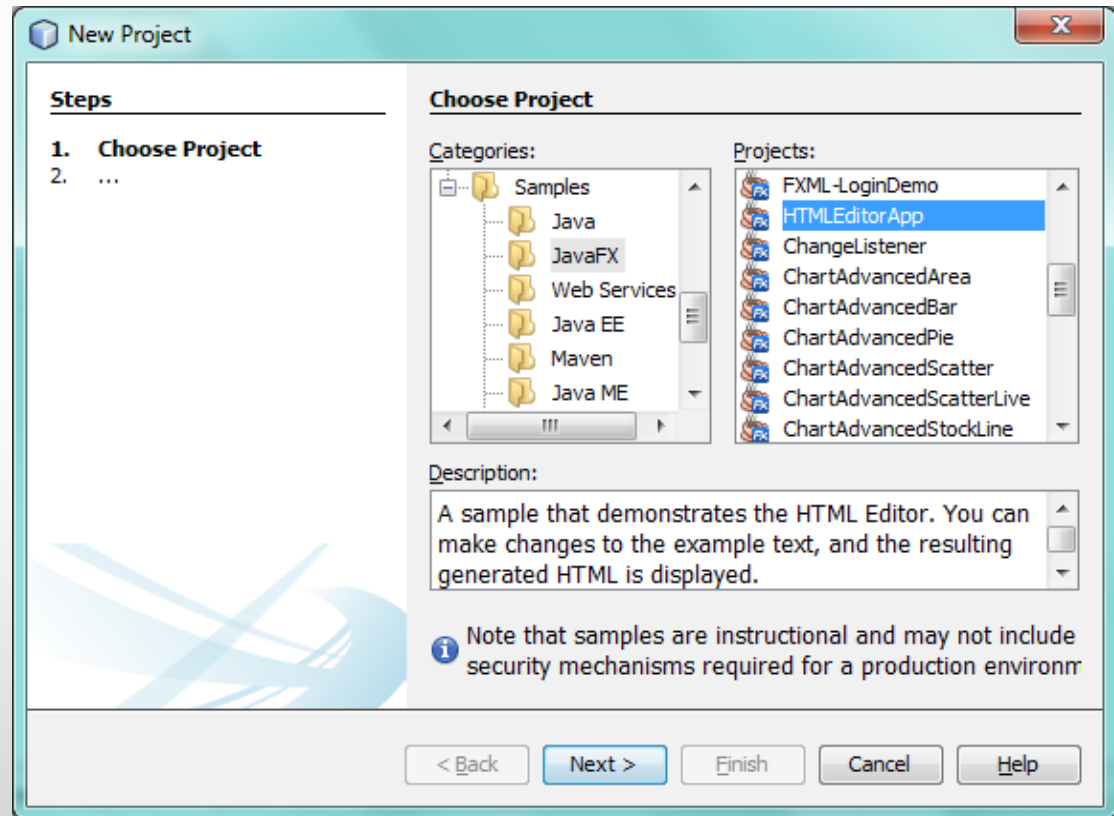 New Project
Steps
1. Choose Project
2. ...
Choose Project
Categories:
Samples
Java
JavaFX
Web Services
Java EE
Maven
Java ME
Projects:
FXML-LoginDemo
HTMLEditorApp
ChangeListener
ChartAdvancedArea
ChartAdvancedBar
ChartAdvancedPie
ChartAdvancedScatter
ChartAdvancedScatterLive
ChartAdvancedStockLine
Description:
A sample that demonstrates the HTML Editor. You can
make changes to the example text, and the resulting
generated HTML is displayed.
Note that samples are instructional and may not include
security mechanisms required for a production environm
< Back Next > Finish Cancel Help